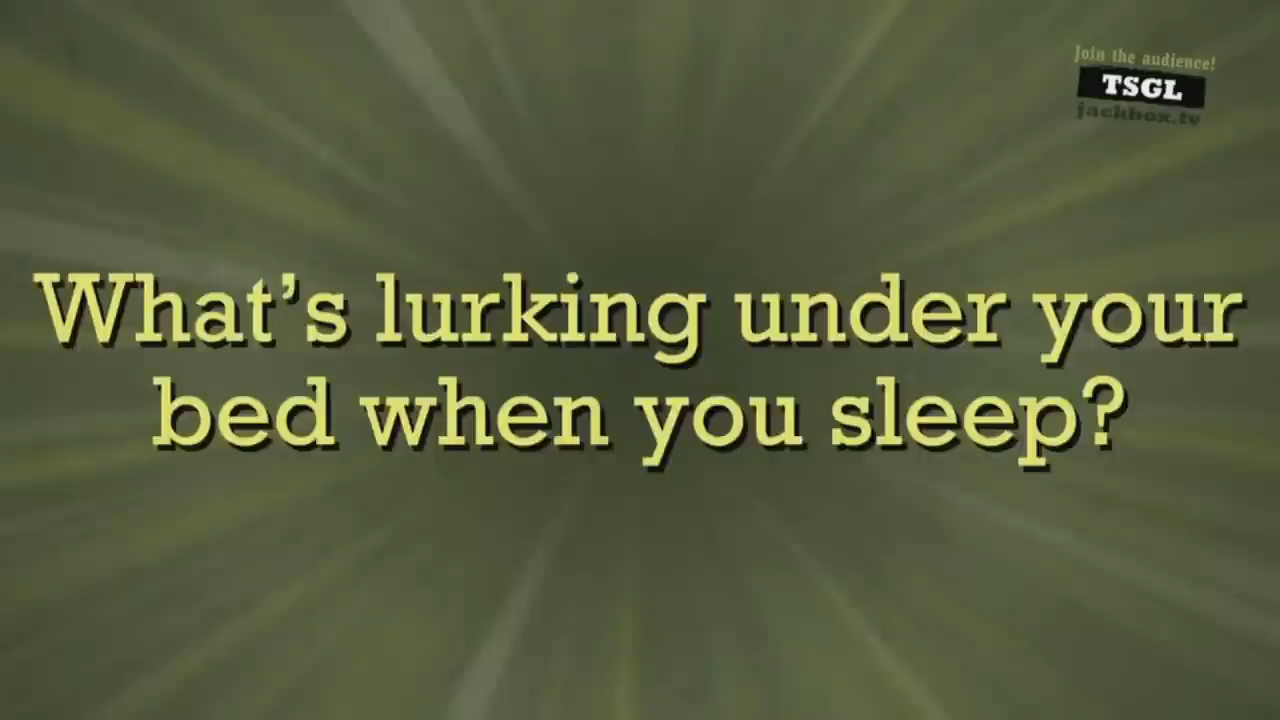 Join the audience!
TSGL
jackbox.tv
What's lurking under your
bed when you sleep?